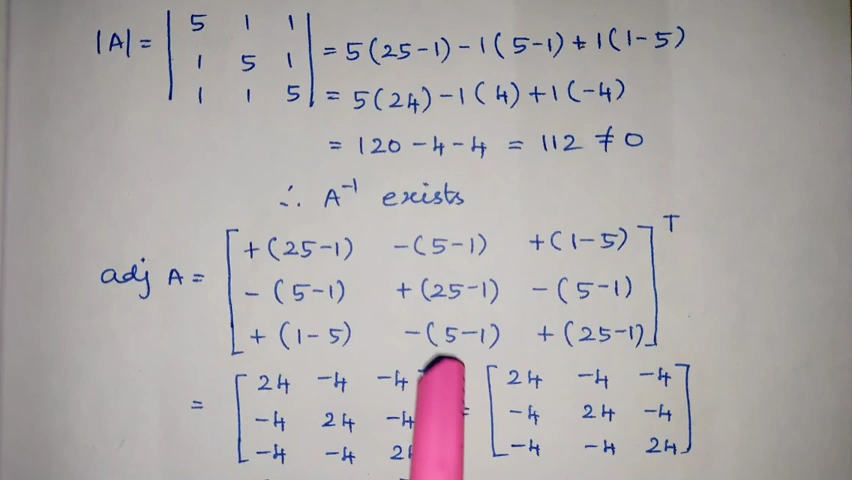 |A| = | 5 1 1 | = 5(25-1) - 1(5-1) + 1(1-5)
| 1 5 1 |
| 1 1 5 | = 5(24) - 1(4) + 1(-4)
= 120 - 4 - 4 = 112 ≠ 0
∴ A⁻¹ exists
adj A = [ +(25-1) -(5-1) +(1-5) ]ᵀ
[ -(5-1) +(25-1) -(5-1) ]
[ +(1-5) -(5-1) +(25-1) ]
= [ 24 -4 -4 = [ 24 -4 -4 ]
[ -4 24 -4 [ -4 24 -4 ]
[ -4 -4 2 [ -4 -4 24 ]